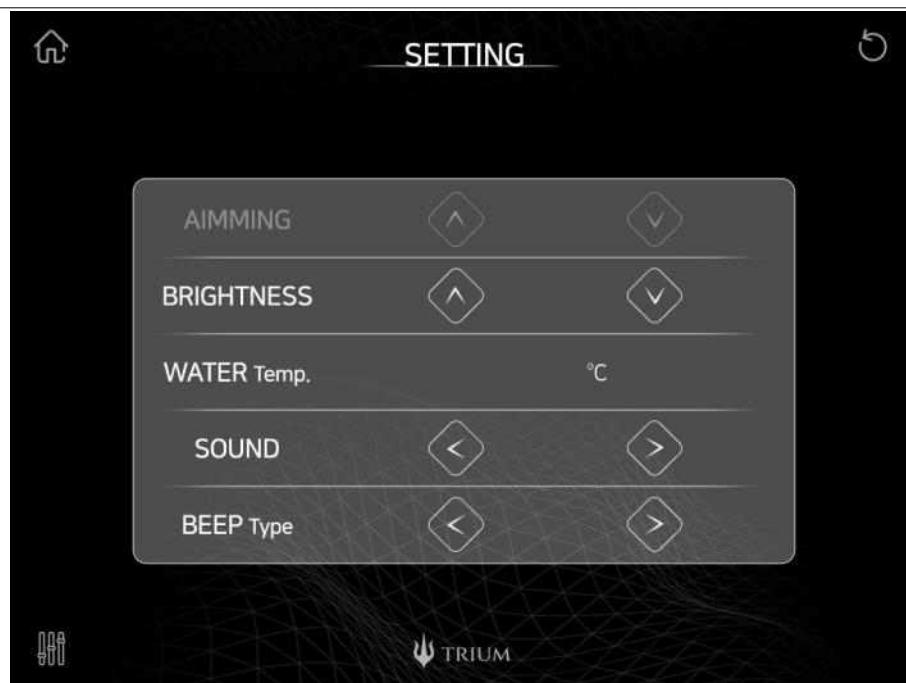 SETTING
AIMMING
BRIGHTNESS
WATER Temp. °C
SOUND
BEEP Type
TRIUM